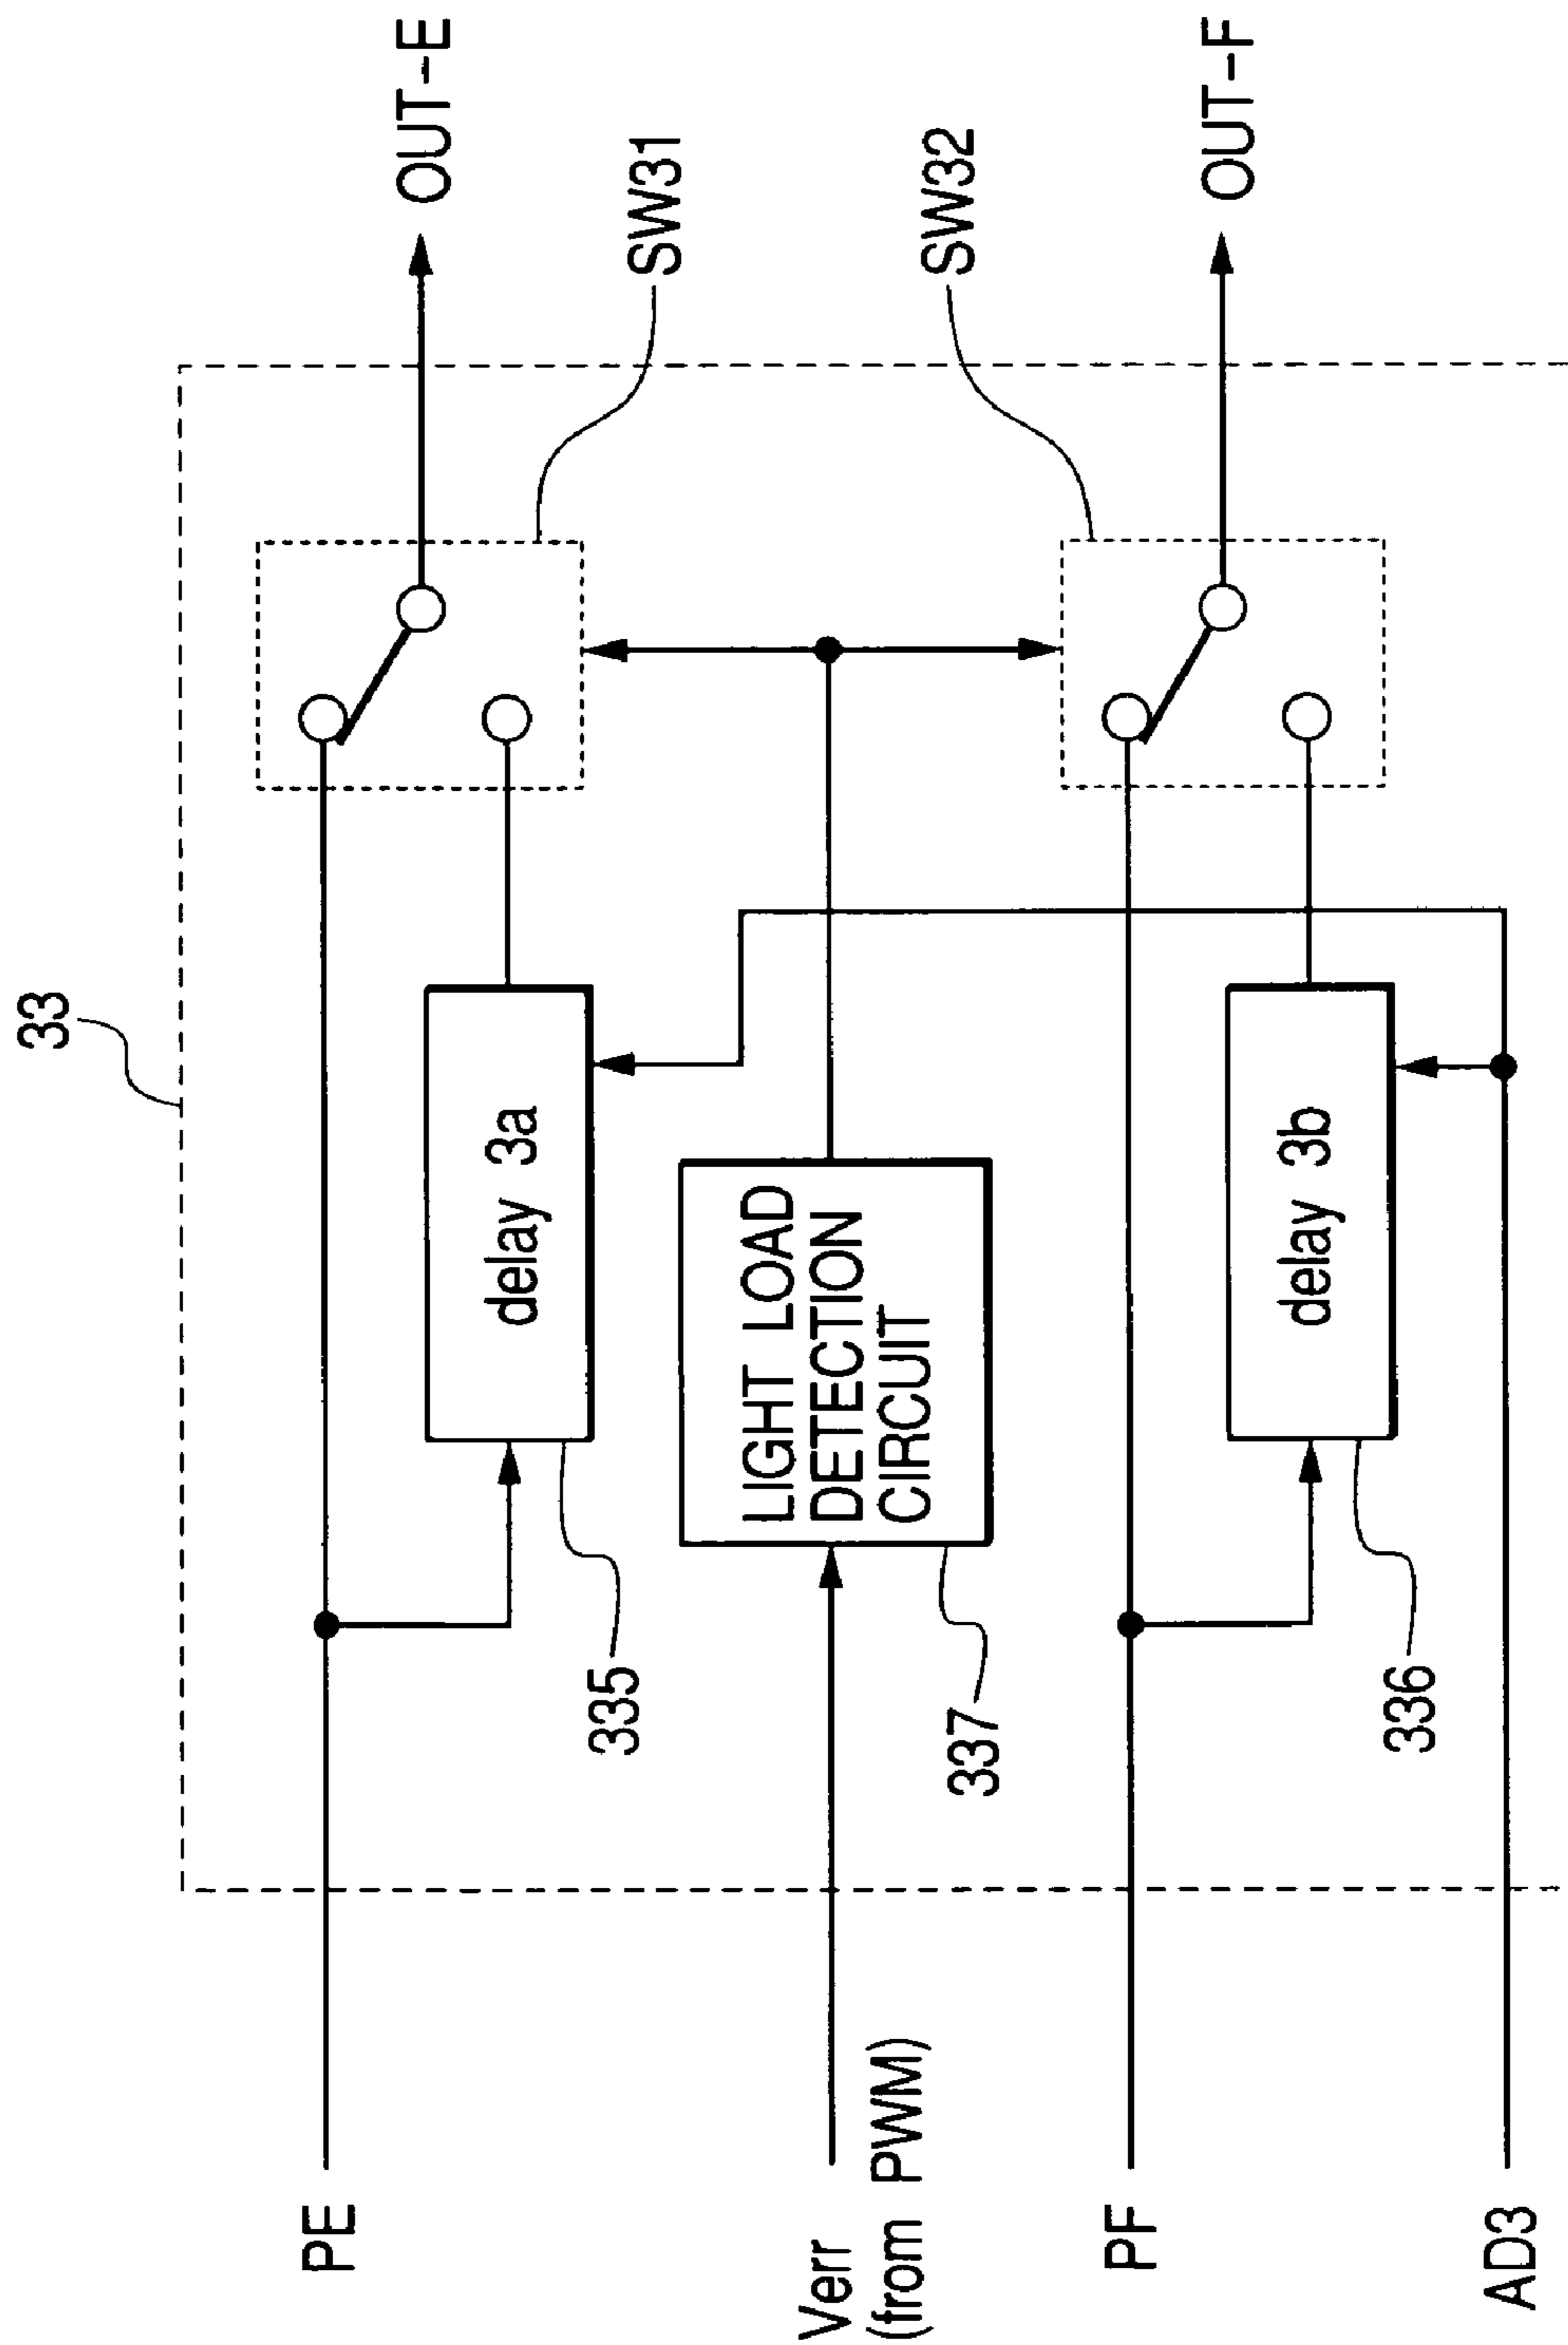 33
PE
OUT-E
SW31
delay 3a
335
Verr
(from PWM)
LIGHT LOAD
DETECTION
CIRCUIT
337
SW32
PF
OUT-F
delay 3b
336
AD3